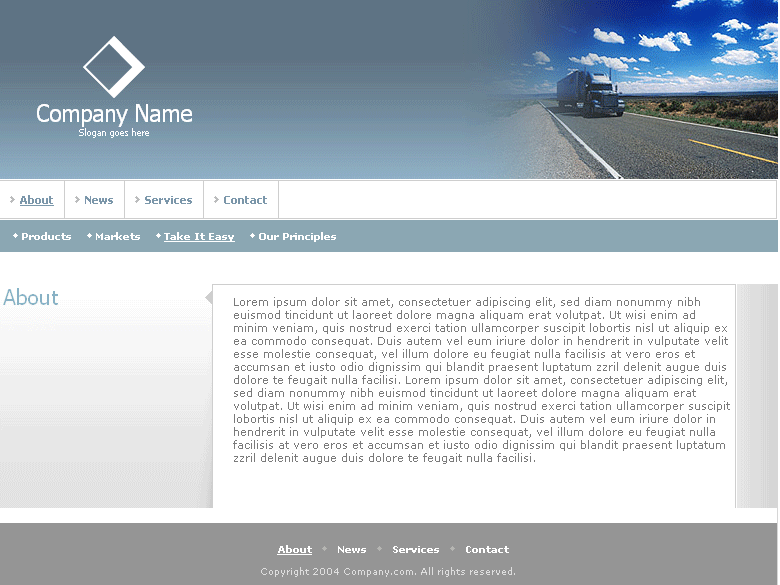 Company Name
Slogan goes here
About News Services Contact
Products Markets Take It Easy Our Principles
About
Lorem ipsum dolor sit amet, consectetuer adipiscing elit, sed diam nonummy nibh
euismod tincidunt ut laoreet dolore magna aliquam erat volutpat. Ut wisi enim ad
minim veniam, quis nostrud exerci tation ullamcorper suscipit lobortis nisl ut aliquip ex
ea commodo consequat. Duis autem vel eum iriure dolor in hendrerit in vulputate velit
esse molestie consequat, vel illum dolore eu feugiat nulla facilisis at vero eros et
accumsan et iusto odio dignissim qui blandit praesent luptatum zzril delenit augue duis
dolore te feugait nulla facilisi. Lorem ipsum dolor sit amet, consectetuer adipiscing elit,
sed diam nonummy nibh euismod tincidunt ut laoreet dolore magna aliquam erat
volutpat. Ut wisi enim ad minim veniam, quis nostrud exerci tation ullamcorper suscipit
lobortis nisl ut aliquip ex ea commodo consequat. Duis autem vel eum iriure dolor in
hendrerit in vulputate velit esse molestie consequat, vel illum dolore eu feugiat nulla
facilisis at vero eros et accumsan et iusto odio dignissim qui blandit praesent luptatum
zzril delenit augue duis dolore te feugait nulla facilisi.
About News Services Contact
Copyright 2004 Company.com. All rights reserved.